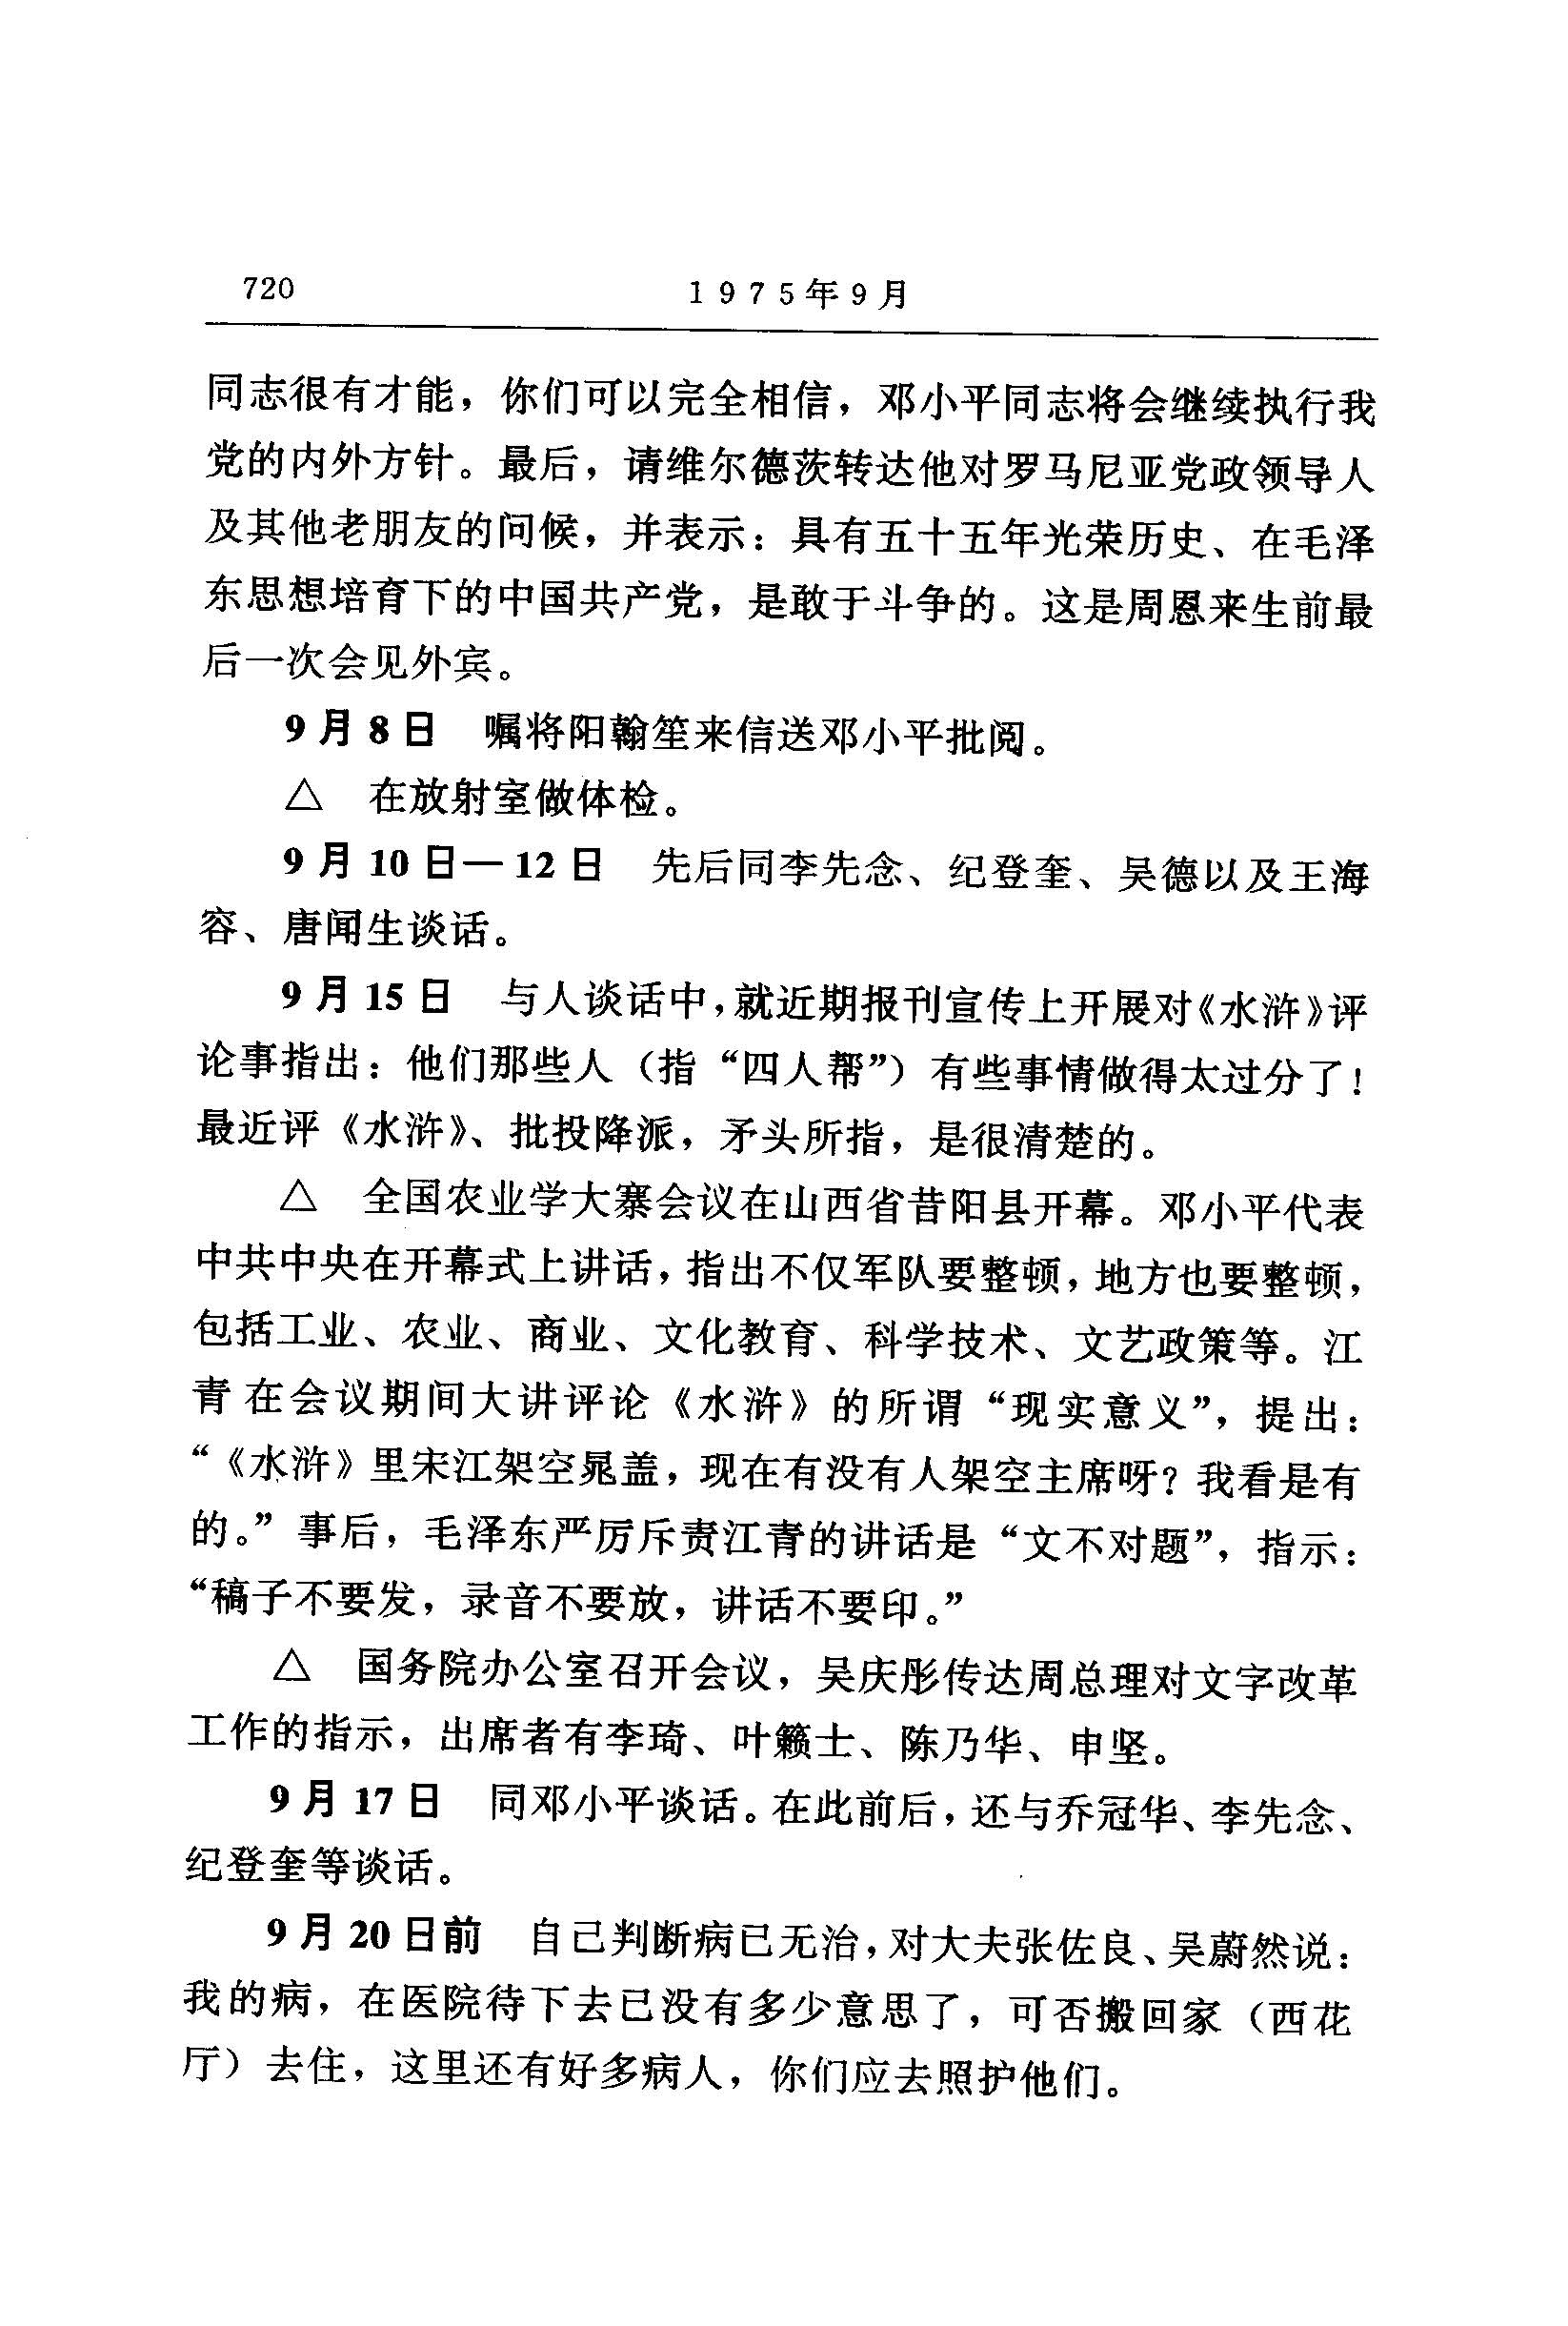 720
1975年9月
同志很有才能，你们可以完全相信，邓小平同志将会继续执行我
党的内外方针。最后，请维尔德茨转达他对罗马尼亚党政领导人
及其他老朋友的问候，并表示：具有五十五年光荣历史、在毛泽
东思想培育下的中国共产党，是敢于斗争的。这是周恩来生前最
后一次会见外宾。
9月8日　嘱将阳翰笙来信送邓小平批阅。
△　在放射室做体检。
9月10日—12日　先后同李先念、纪登奎、吴德以及王海
容、唐闻生谈话。
9月15日　与人谈话中，就近期报刊宣传上开展对《水浒》评
论事指出：他们那些人（指“四人帮”）有些事情做得太过分了！
最近评《水浒》、批投降派，矛头所指，是很清楚的。
△　全国农业学大寨会议在山西省昔阳县开幕。邓小平代表
中共中央在开幕式上讲话，指出不仅军队要整顿，地方也要整顿，
包括工业、农业、商业、文化教育、科学技术、文艺政策等。江
青在会议期间大讲评论《水浒》的所谓“现实意义”，提出：
“《水浒》里宋江架空晁盖，现在有没有人架空主席呀？我看是有
的。”事后，毛泽东严厉斥责江青的讲话是“文不对题”，指示：
“稿子不要发，录音不要放，讲话不要印。”
△　国务院办公室召开会议，吴庆彤传达周总理对文字改革
工作的指示，出席者有李琦、叶籁士、陈乃华、申坚。
9月17日　同邓小平谈话。在此前后，还与乔冠华、李先念、
纪登奎等谈话。
9月20日前　自己判断病已无治，对大夫张佐良、吴蔚然说：
我的病，在医院待下去已没有多少意思了，可否搬回家（西花
厅）去住，这里还有好多病人，你们应去照护他们。